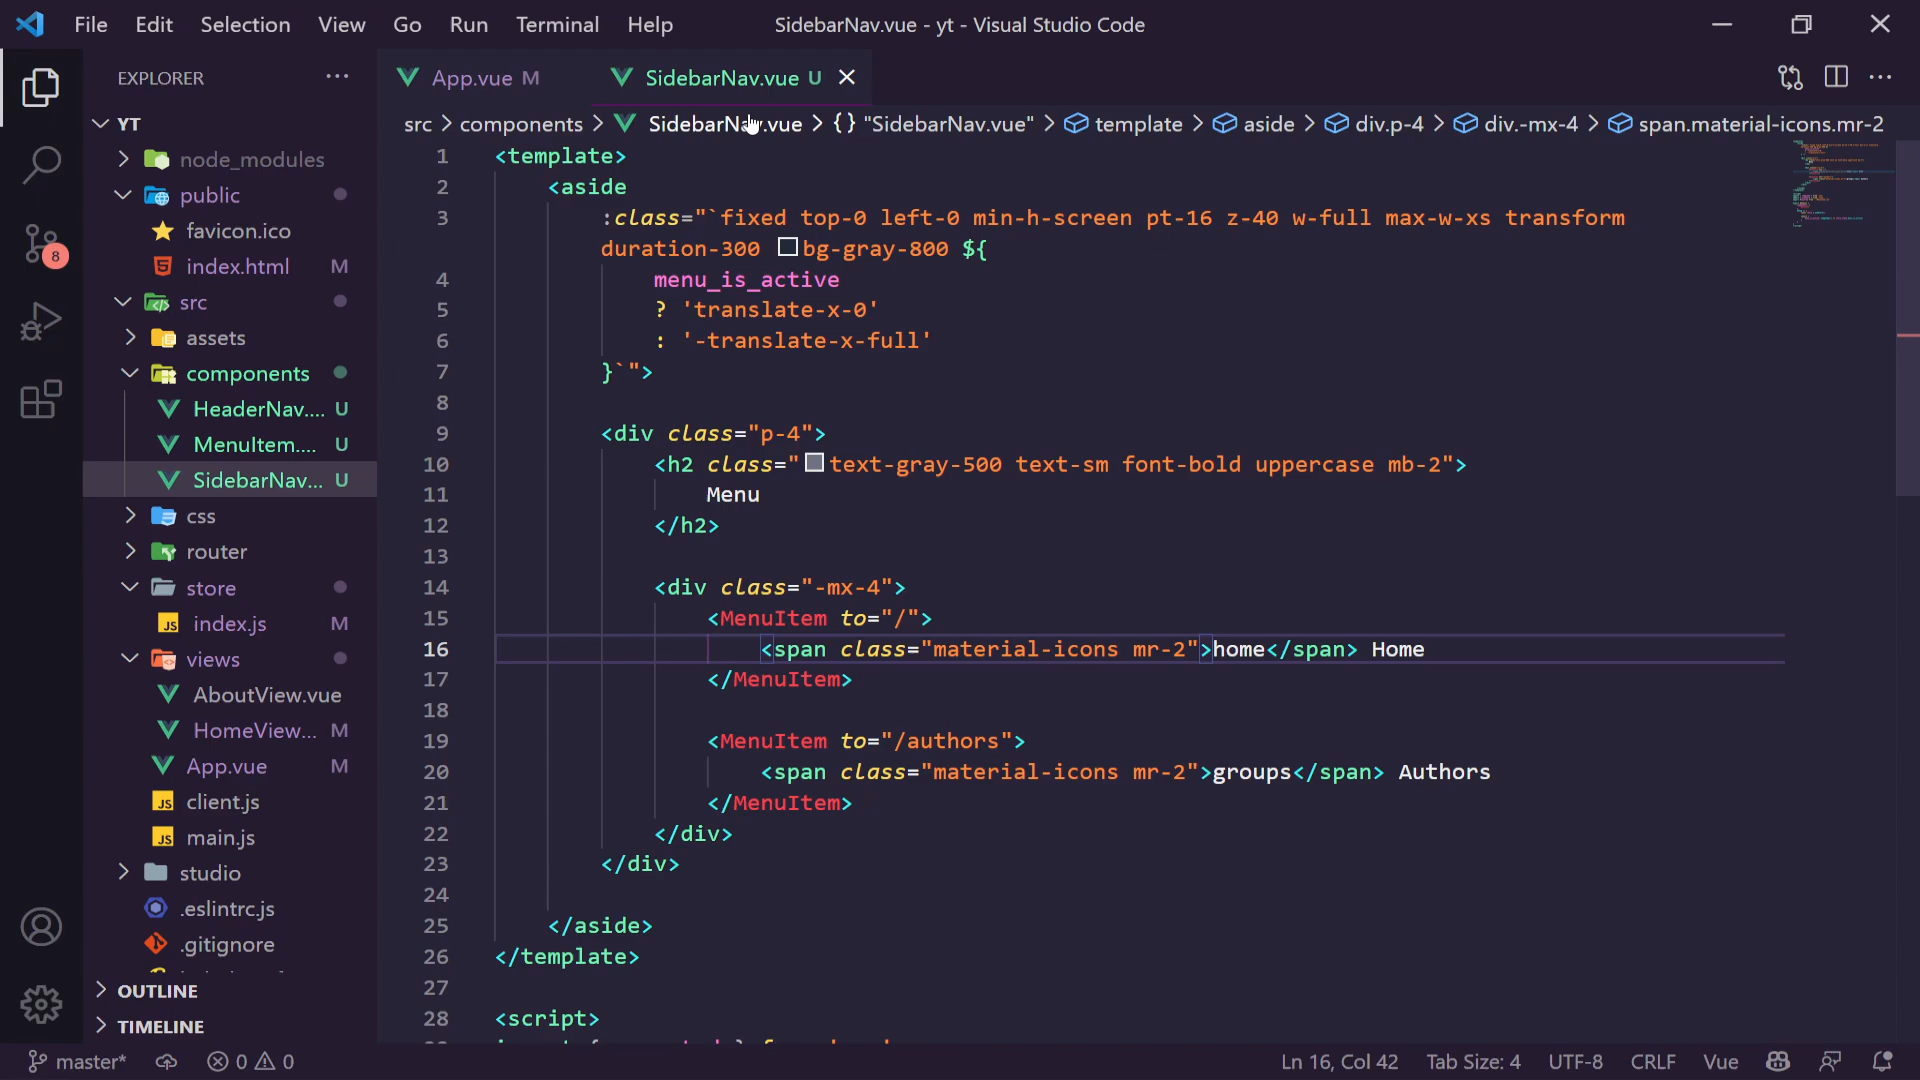 File Edit Selection View Go Run Terminal Help
SidebarNav.vue - yt - Visual Studio Code
EXPLORER
App.vue M
SidebarNav.vue U
src > components > SidebarNav.vue > {} "SidebarNav.vue" > template > aside > div.p-4 > div.-mx-4 > span.material-icons.mr-2
8
YT
node_modules
public
favicon.ico
index.html M
src
assets
components
HeaderNav.... U
MenuItem.... U
SidebarNav... U
css
router
store
index.js M
views
AboutView.vue
HomeView... M
App.vue M
client.js
main.js
studio
.eslintrc.js
.gitignore
OUTLINE
TIMELINE
1 <template>
2 <aside
3 :class="`fixed top-0 left-0 min-h-screen pt-16 z-40 w-full max-w-xs transform
duration-300 bg-gray-800 ${
4 menu_is_active
5 ? 'translate-x-0'
6 : '-translate-x-full'
7 }`">
8
9 <div class="p-4">
10 <h2 class="text-gray-500 text-sm font-bold uppercase mb-2">
11 Menu
12 </h2>
13
14 <div class="-mx-4">
15 <MenuItem to="/">
16 <span class="material-icons mr-2">home</span> Home
17 </MenuItem>
18
19 <MenuItem to="/authors">
20 <span class="material-icons mr-2">groups</span> Authors
21 </MenuItem>
22 </div>
23 </div>
24
25 </aside>
26 </template>
27
28 <script>
master* 0 0
Ln 16, Col 42 Tab Size: 4 UTF-8 CRLF Vue